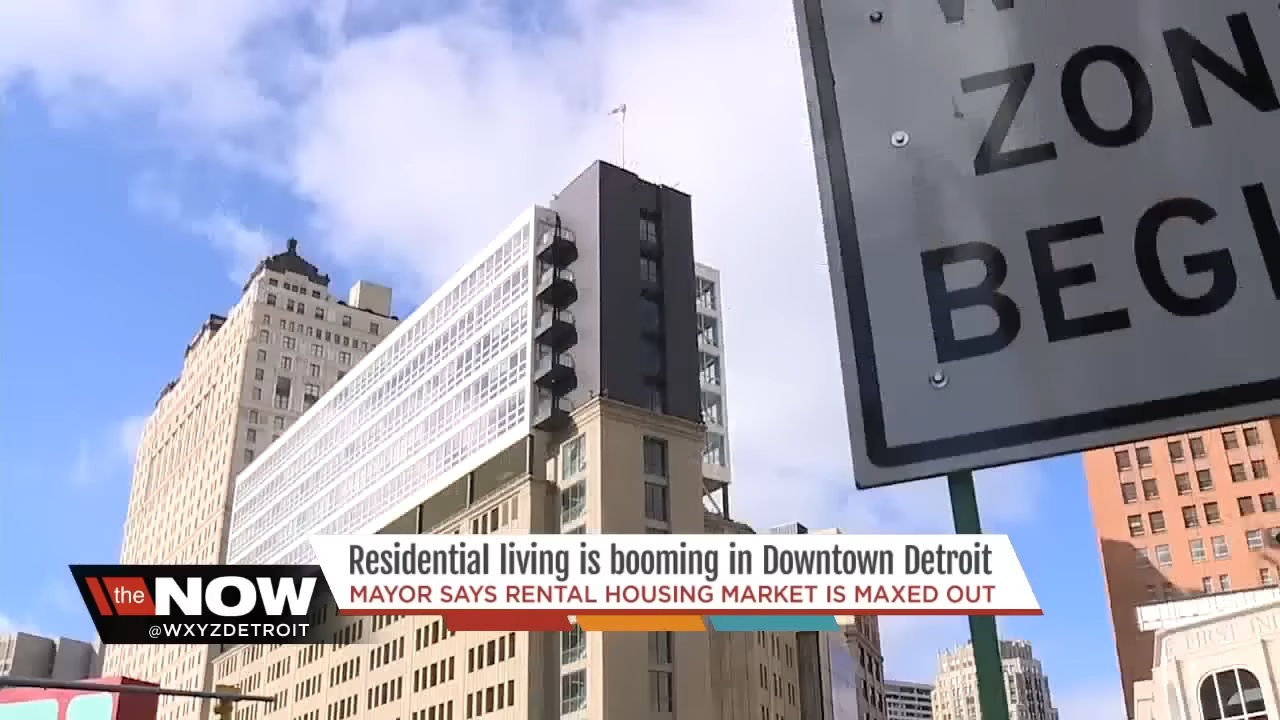 ZON
BEGI
Residential living is booming in Downtown Detroit
MAYOR SAYS RENTAL HOUSING MARKET IS MAXED OUT
the NOW
@WXYZDETROIT